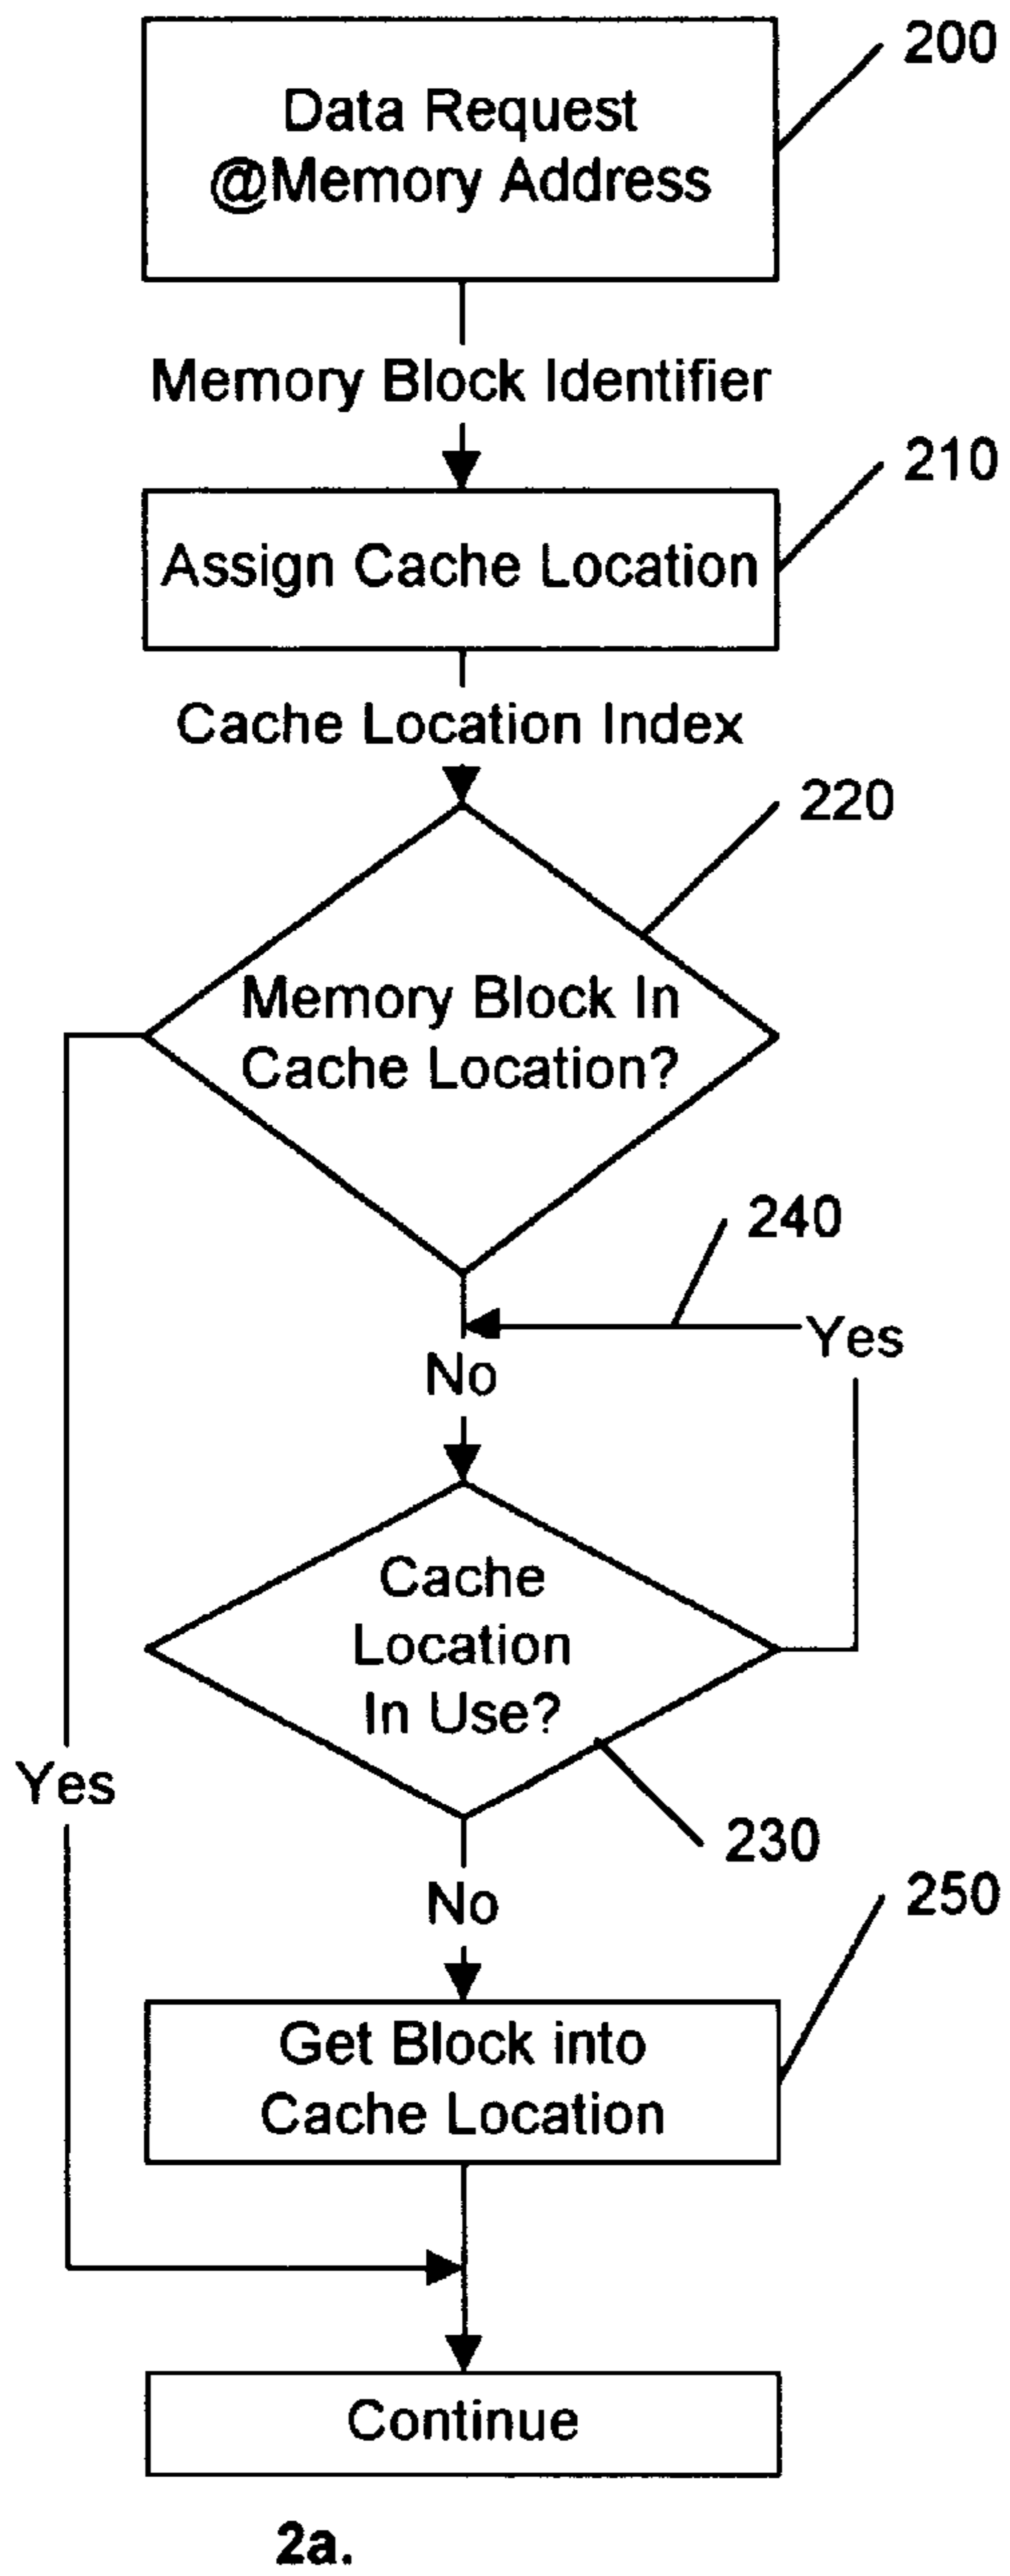 200
Data Request
@Memory Address
Memory Block Identifier
210
Assign Cache Location
Cache Location Index
220
Memory Block In
Cache Location?
240
Yes
No
Cache
Location
In Use?
Yes
230
No
250
Get Block into
Cache Location
Continue
2a.